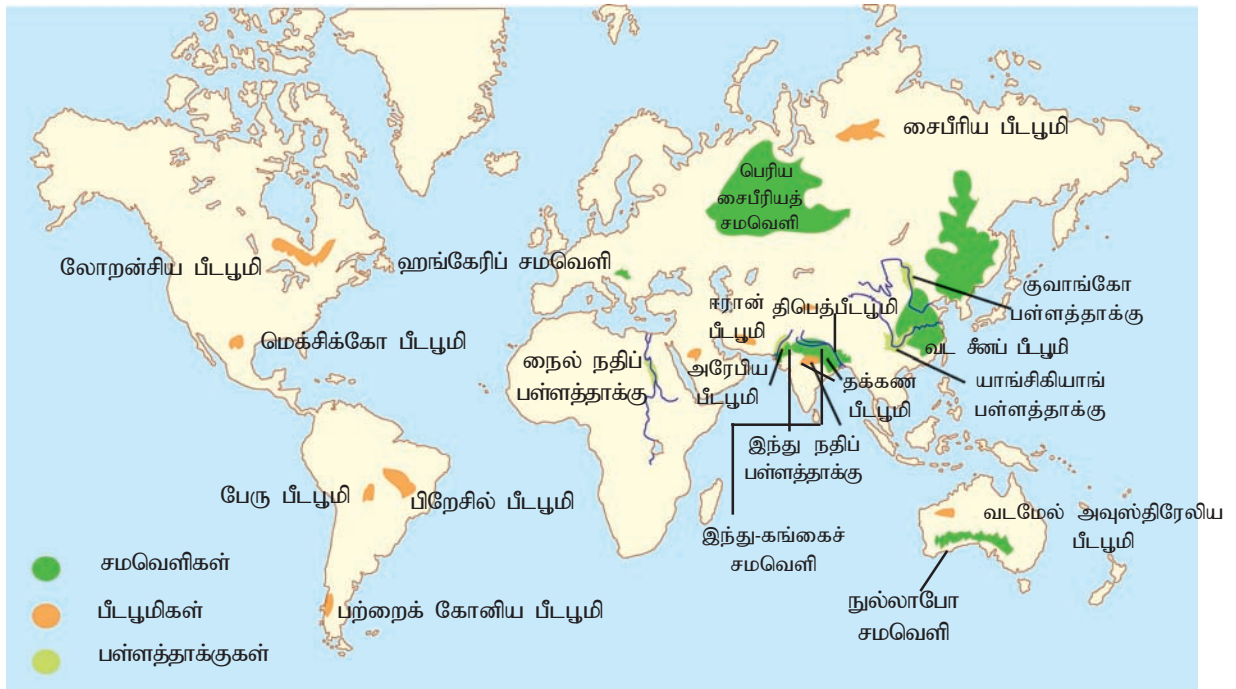 சைபீரிய பீடபூமி
பெரிய
சைபீரியத்
சமவெளி
லோறன்சிய பீடபூமி
ஹங்கேரிப் சமவெளி
குவாங்கோ
பள்ளத்தாக்கு
ஈரான்
பீடபூமி
திபெத்பீடபூமி
மெக்சிக்கோ பீடபூமி
வட சீனப் பீடபூமி
நைல் நதிப்
பள்ளத்தாக்கு
அரேபிய
பீடபூமி
தக்கண
பீடபூமி
யாங்சிகியாங்
பள்ளத்தாக்கு
இந்து நதிப்
பள்ளத்தாக்கு
பேரு பீடபூமி
பிறேசில் பீடபூமி
இந்து-கங்கைச்
சமவெளி
வடமேல் அவுஸ்திரேலிய
பீடபூமி
நுல்லாபோ
சமவெளி
பற்றைக் கோனிய பீடபூமி
சமவெளிகள்
பீடபூமிகள்
பள்ளத்தாக்குகள்